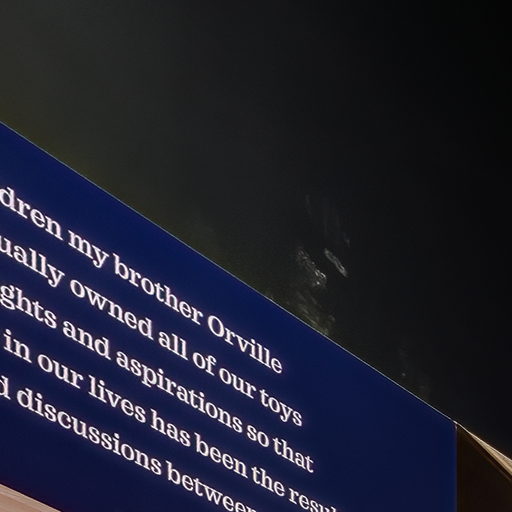 dren my brother Orville
ually owned all of our toys
ghts and aspirations so that
in our lives has been the resul
d discussions between